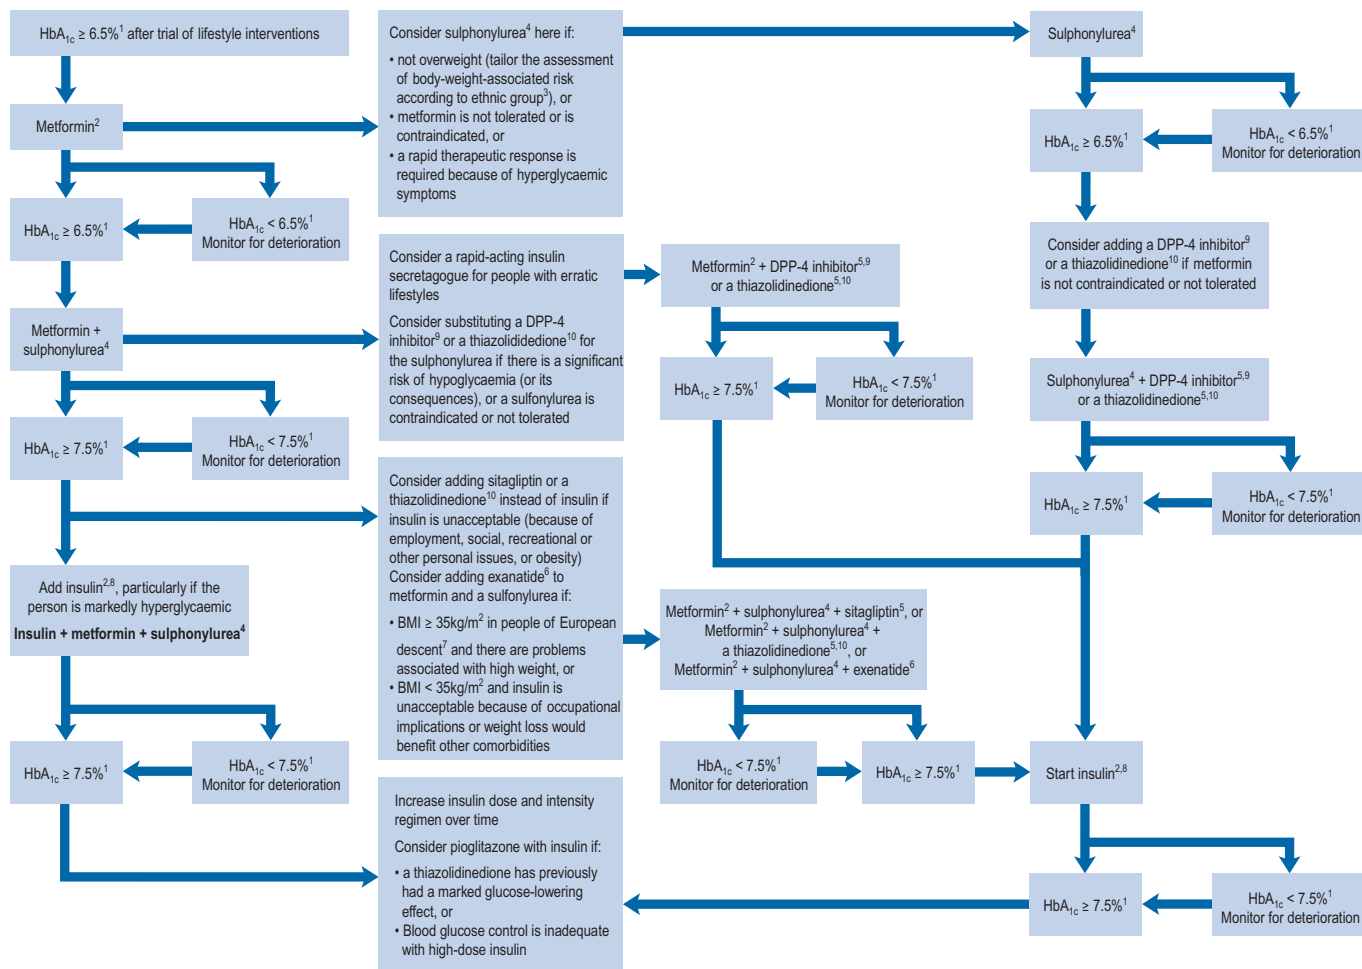 HbA1c ≥ 6.5%1 after trial of lifestyle interventions
Metformin2
HbA1c ≥ 6.5%1
HbA1c < 6.5%1
Monitor for deterioration
Metformin +
sulphonylurea4
HbA1c ≥ 7.5%1
HbA1c < 7.5%1
Monitor for deterioration
Add insulin2,8, particularly if the
person is markedly hyperglycaemic
Insulin + metformin + sulphonylurea4
HbA1c ≥ 7.5%1
HbA1c < 7.5%1
Monitor for deterioration
Consider sulphonylurea4 here if:
• not overweight (tailor the assessment
of body-weight-associated risk
according to ethnic group3), or
• metformin is not tolerated or is
contraindicated, or
• a rapid therapeutic response is
required because of hyperglycaemic
symptoms
Consider a rapid-acting insulin
secretagogue for people with erratic
lifestyles
Consider substituting a DPP-4
inhibitor9 or a thiazolididedione10 for
the sulphonylurea if there is a significant
risk of hypoglycaemia (or its
consequences), or a sulfonylurea is
contraindicated or not tolerated
Consider adding sitagliptin or a
thiazolidinedione10 instead of insulin if
insulin is unacceptable (because of
employment, social, recreational or
other personal issues, or obesity)
Consider adding exanatide6 to
metformin and a sulfonylurea if:
• BMI ≥ 35kg/m2 in people of European
descent7 and there are problems
associated with high weight, or
• BMI < 35kg/m2 and insulin is
unacceptable because of occupational
implications or weight loss would
benefit other comorbidities
Increase insulin dose and intensity
regimen over time
Consider pioglitazone with insulin if:
• a thiazolidinedione has previously
had a marked glucose-lowering
effect, or
• Blood glucose control is inadequate
with high-dose insulin
Metformin2 + DPP-4 inhibitor5,9
or a thiazolidinedione5,10
HbA1c ≥ 7.5%1
HbA1c < 7.5%1
Monitor for deterioration
Metformin2 + sulphonylurea4 + sitagliptin5, or
Metformin2 + sulphonylurea4 +
a thiazolidinedione5,10, or
Metformin2 + sulphonylurea4 + exenatide6
HbA1c < 7.5%1
Monitor for deterioration
HbA1c ≥ 7.5%1
Sulphonylurea4
HbA1c ≥ 6.5%1
HbA1c < 6.5%1
Monitor for deterioration
Consider adding a DPP-4 inhibitor9
or a thiazolidinedione10 if metformin
is not contraindicated or not tolerated
Sulphonylurea4 + DPP-4 inhibitor5,9
or a thiazolidinedione5,10
HbA1c ≥ 7.5%1
HbA1c < 7.5%1
Monitor for deterioration
Start insulin2,8
HbA1c ≥ 7.5%1
HbA1c < 7.5%1
Monitor for deterioration